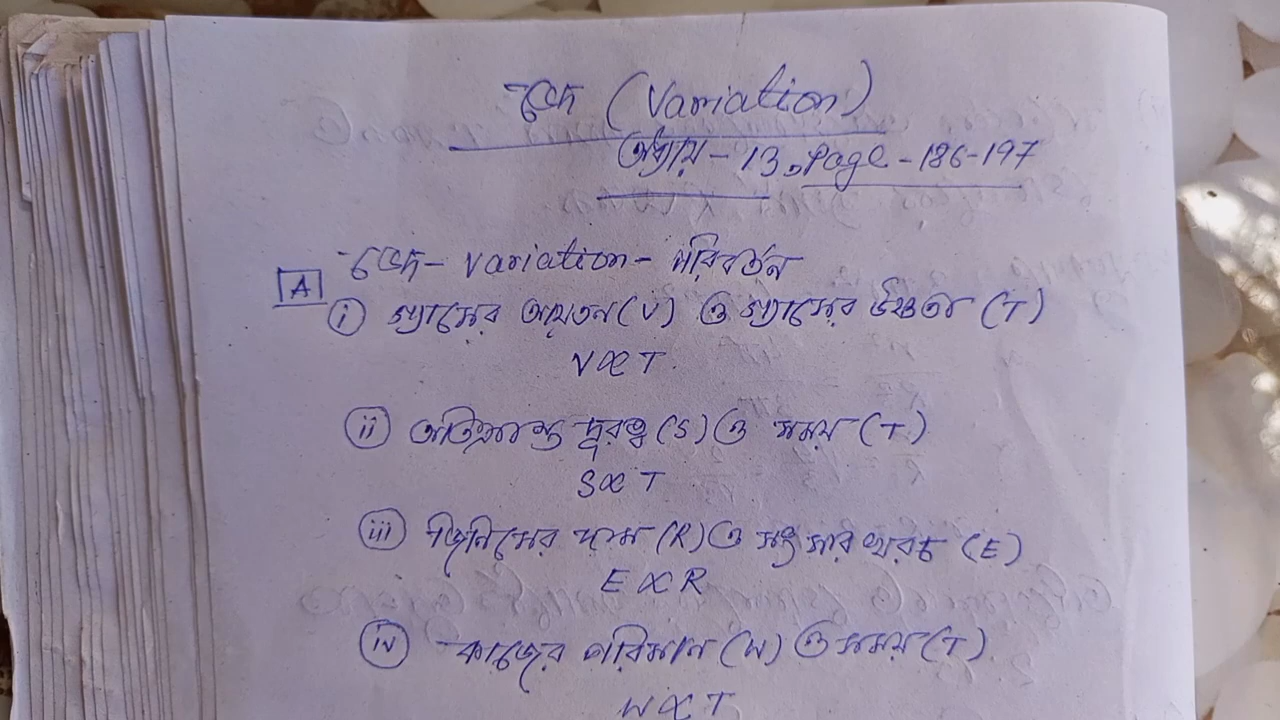 ভেদ (Variation)
অধ্যায় - 13, Page - 186-197
ভেদ - variation - পরিবর্তন
A
i গ্যাসের আয়তন (V) ও গ্যাসের উষ্ণতা (T)
V ∝ T
ii অতিক্রান্ত দূরত্ব (S) ও সময় (T)
S ∝ T
iii জিনিসের দাম (R) ও সংসার খরচ (E)
E ∝ R
iv কাজের পরিমান (W) ও সময় (T)
W ∝ T